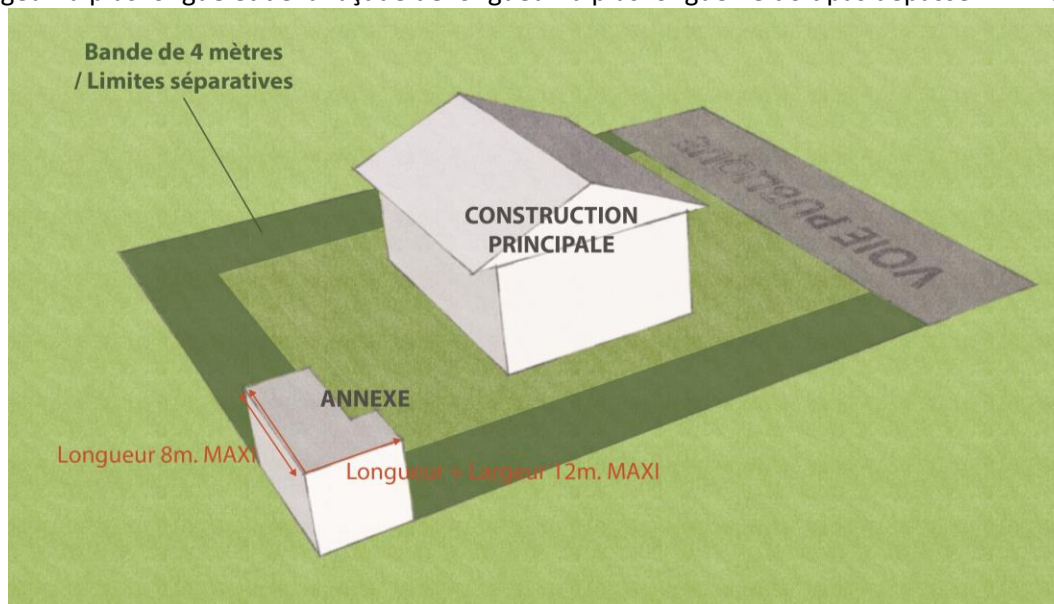 Bande de 4 mètres
/ Limites séparatives
VOIE PUBLIQUE
CONSTRUCTION
PRINCIPALE
ANNEXE
Longueur 8m. MAXI
Longueur + Largeur 12m. MAXI